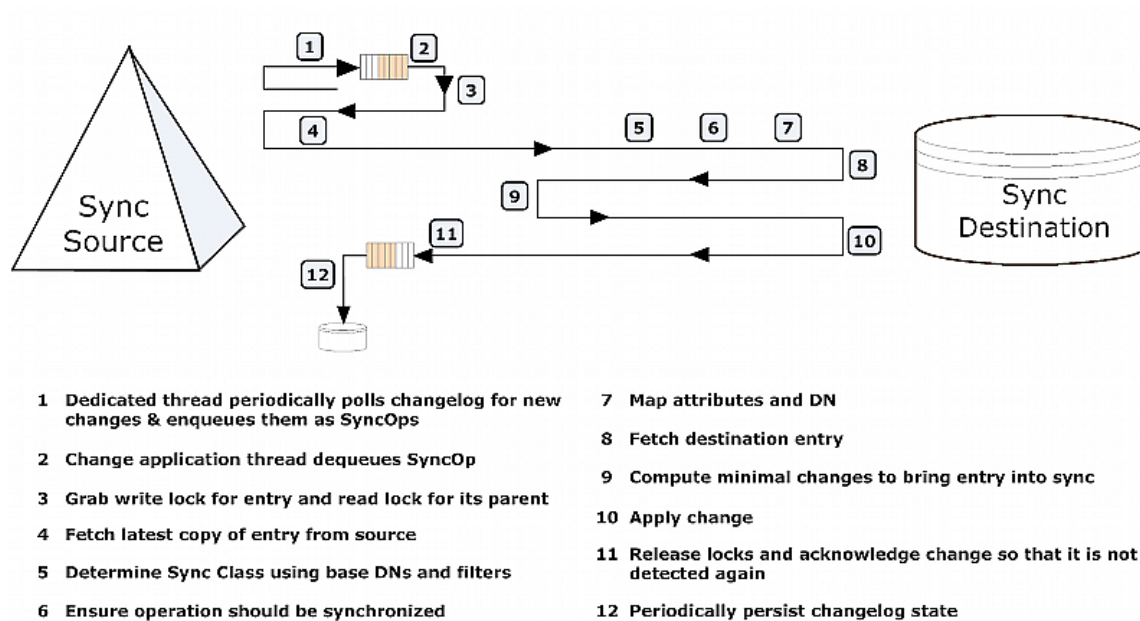 1
2
3
4
5
6
7
8
9
10
11
12
Sync
Source
Sync
Destination
1 Dedicated thread periodically polls changelog for new
changes & enqueues them as SyncOps
2 Change application thread dequeues SyncOp
3 Grab write lock for entry and read lock for its parent
4 Fetch latest copy of entry from source
5 Determine Sync Class using base DNs and filters
6 Ensure operation should be synchronized
7 Map attributes and DN
8 Fetch destination entry
9 Compute minimal changes to bring entry into sync
10 Apply change
11 Release locks and acknowledge change so that it is not
detected again
12 Periodically persist changelog state